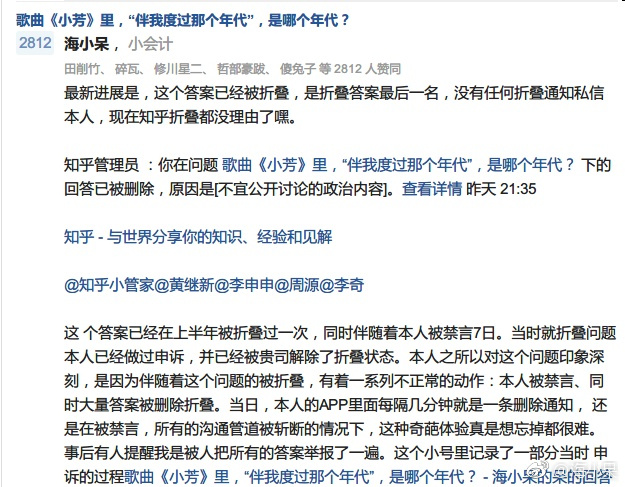 歌曲《小芳》里，“伴我度过那个年代”，是哪个年代？
2812 海小呆，小会计
田削竹、 碎瓦、 修川星二、 哲部豪跋、 傻兔子 等 2812 人赞同
最新进展是，这个答案已经被折叠，是折叠答案最后一名，没有任何折叠通知私信
本人，现在知乎折叠都没理由了嘿。
知乎管理员 ：你在问题 歌曲《小芳》里，“伴我度过那个年代”，是哪个年代？ 下的
回答已被删除，原因是[不宜公开讨论的政治内容]。查看详情 昨天 21:35
知乎 - 与世界分享你的知识、经验和见解
@知乎小管家@黄继新@李申申@周源@李奇
这 个答案已经在上半年被折叠过一次，同时伴随着本人被禁言7日。当时就折叠问题
本人已经做过申诉，并已经被贵司解除了折叠状态。本人之所以对这个问题印象深
刻，是因为伴随着这个问题的被折叠，有着一系列不正常的动作：本人被禁言、同
时大量答案被删除折叠。当日，本人的APP里面每隔几分钟就是一条删除通知， 还
是在被禁言，所有的沟通管道被斩断的情况下，这种奇葩体验真是想忘掉都很难。
事后有人提醒我是被人把所有的答案举报了一遍。这个小号里记录了一部分当时 申
诉的过程歌曲《小芳》里，“伴我度过那个年代”，是哪个年代？ - 海小呆的呆的回答